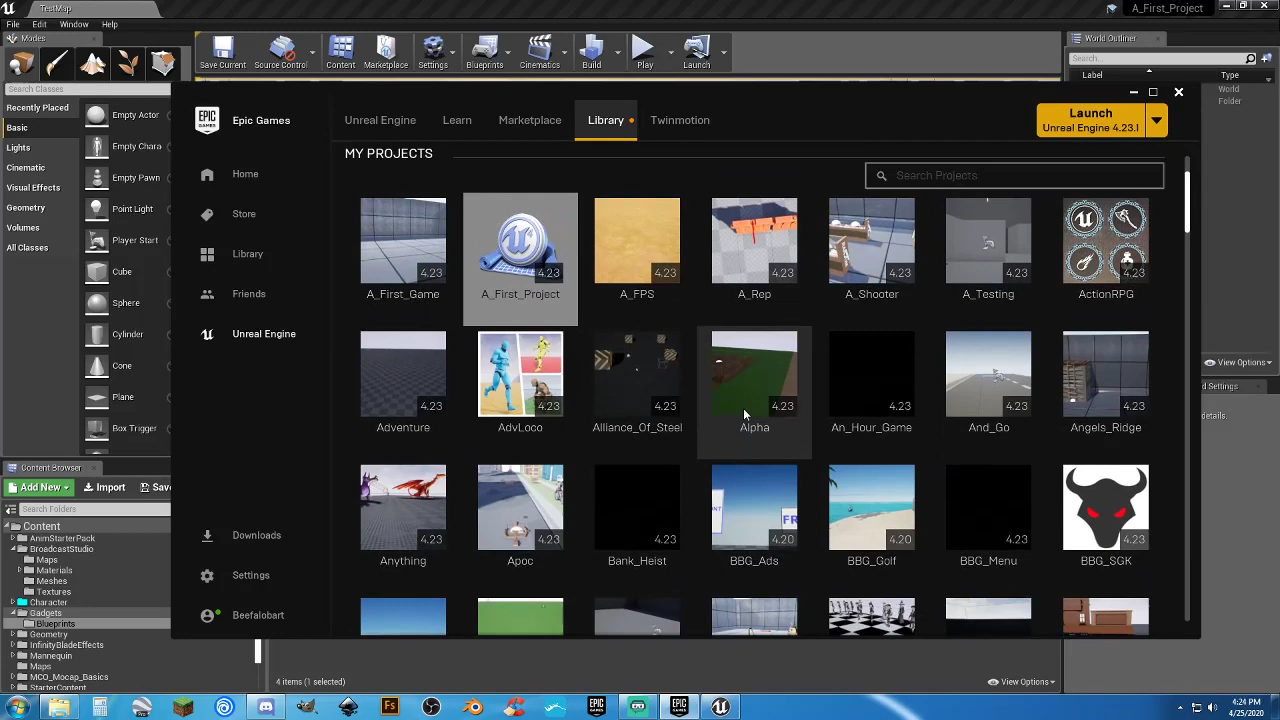 TestMap
A_First_Project
File Edit Window Help
Modes
World Outliner
Save Current Source Control Content Marketplace Settings Blueprints Cinematics Build Play Launch
Search...
Label Type
World
Folder
Search Classes
Recently Placed
Basic
Lights
Cinematic
Visual Effects
Geometry
Volumes
All Classes
Empty Actor
Empty Chara
Empty Pawn
Point Light
Player Start
Cube
Sphere
Cylinder
Cone
Plane
Box Trigger
EPIC GAMES
Epic Games
Home
Store
Library
Friends
Unreal Engine
Downloads
Settings
Beefalobart
Unreal Engine Learn Marketplace Library Twinmotion
Launch
Unreal Engine 4.23.1
MY PROJECTS
Search Projects
4.23 4.23 4.23 4.23 4.23 4.23 4.23
A_First_Game A_First_Project A_FPS A_Rep A_Shooter A_Testing ActionRPG
4.23 4.23 4.23 4.23 4.23 4.23 4.23
Adventure AdvLoco Alliance_Of_Steel Alpha An_Hour_Game And_Go Angels_Ridge
4.23 4.23 4.23 4.20 4.20 4.23 4.23
Anything Apoc Bank_Heist BBG_Ads BBG_Golf BBG_Menu BBG_SGK
View Options
d Settings
details.
Content Browser
Add New Import Sav
Search Folders
Content
AnimStarterPack
BroadcastStudio
Maps
Materials
Meshes
Textures
Character
Gadgets
Blueprints
Geometry
InfinityBladeEffects
Mannequin
Maps
MC0_Mocap_Basics
StarterContent
4 items (1 selected)
View Options
4:24 PM
4/25/2020